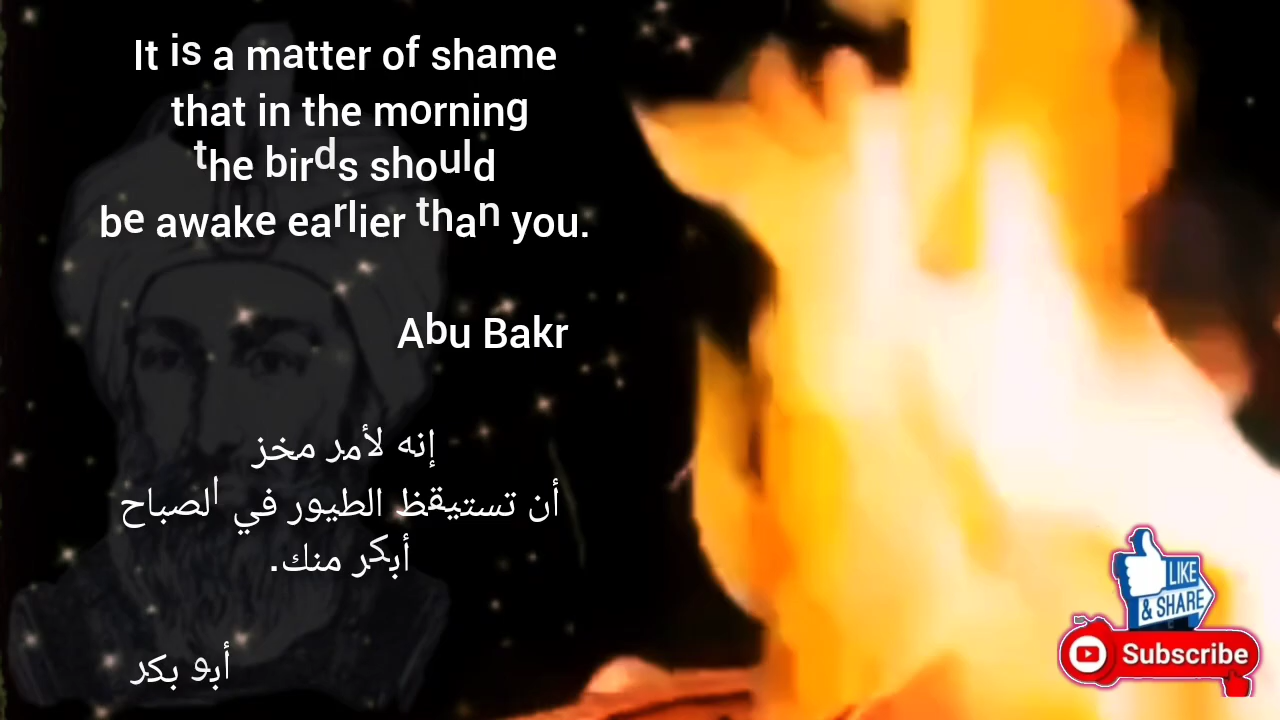 It is a matter of shame
that in the morning
the birds should
be awake earlier than you.
Abu Bakr
إنه لأمر مخز
أن تستيقظ الطيور في الصباح
أبكر منك.
أبو بكر
LIKE
& SHARE
Subscribe